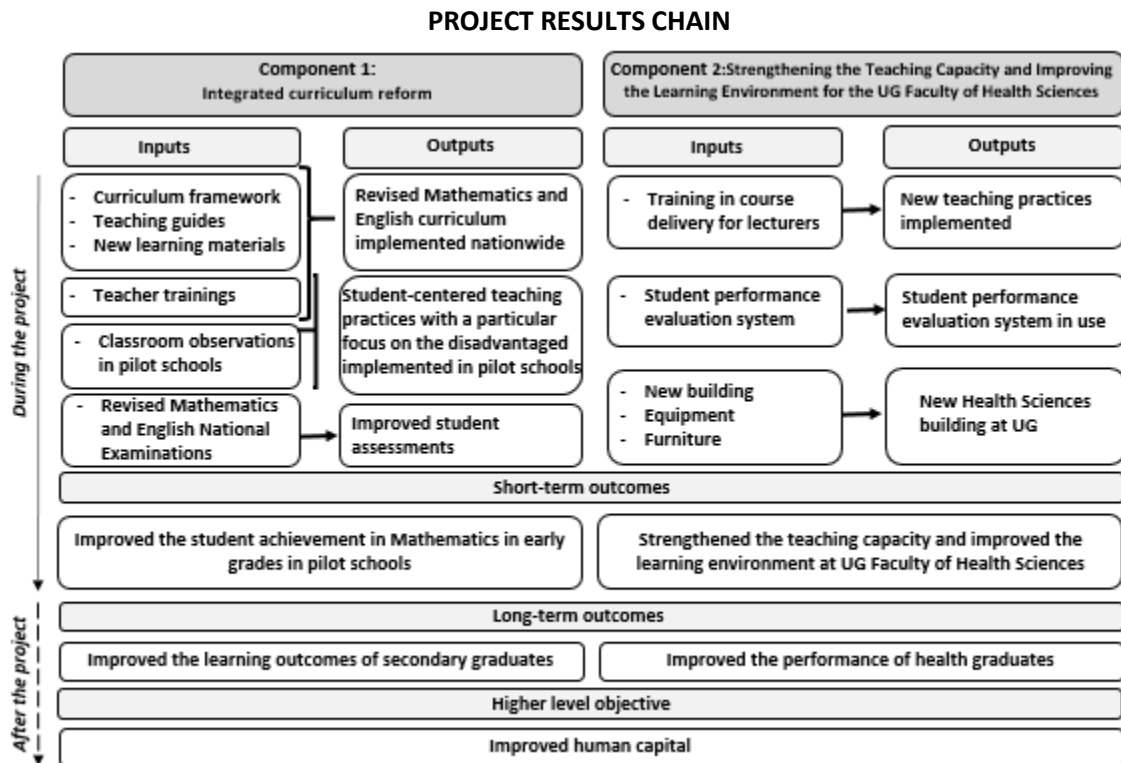 PROJECT RESULTS CHAIN
Component 1:
Integrated curriculum reform
Component 2:Strengthening the Teaching Capacity and Improving
the Learning Environment for the UG Faculty of Health Sciences
Inputs
Outputs
Inputs
Outputs
During the project
- Curriculum framework
- Teaching guides
- New learning materials
Revised Mathematics and
English curriculum
implemented nationwide
- Training in course
delivery for lecturers
New teaching practices
implemented
- Teacher trainings
- Classroom observations
in pilot schools
Student-centered teaching
practices with a particular
focus on the disadvantaged
implemented in pilot schools
- Student performance
evaluation system
Student performance
evaluation system in use
- Revised Mathematics
and English National
Examinations
Improved student
assessments
- New building
- Equipment
- Furniture
New Health Sciences
building at UG
Short-term outcomes
Improved the student achievement in Mathematics in early
grades in pilot schools
Strengthened the teaching capacity and improved the
learning environment at UG Faculty of Health Sciences
After the project
Long-term outcomes
Improved the learning outcomes of secondary graduates
Improved the performance of health graduates
Higher level objective
Improved human capital